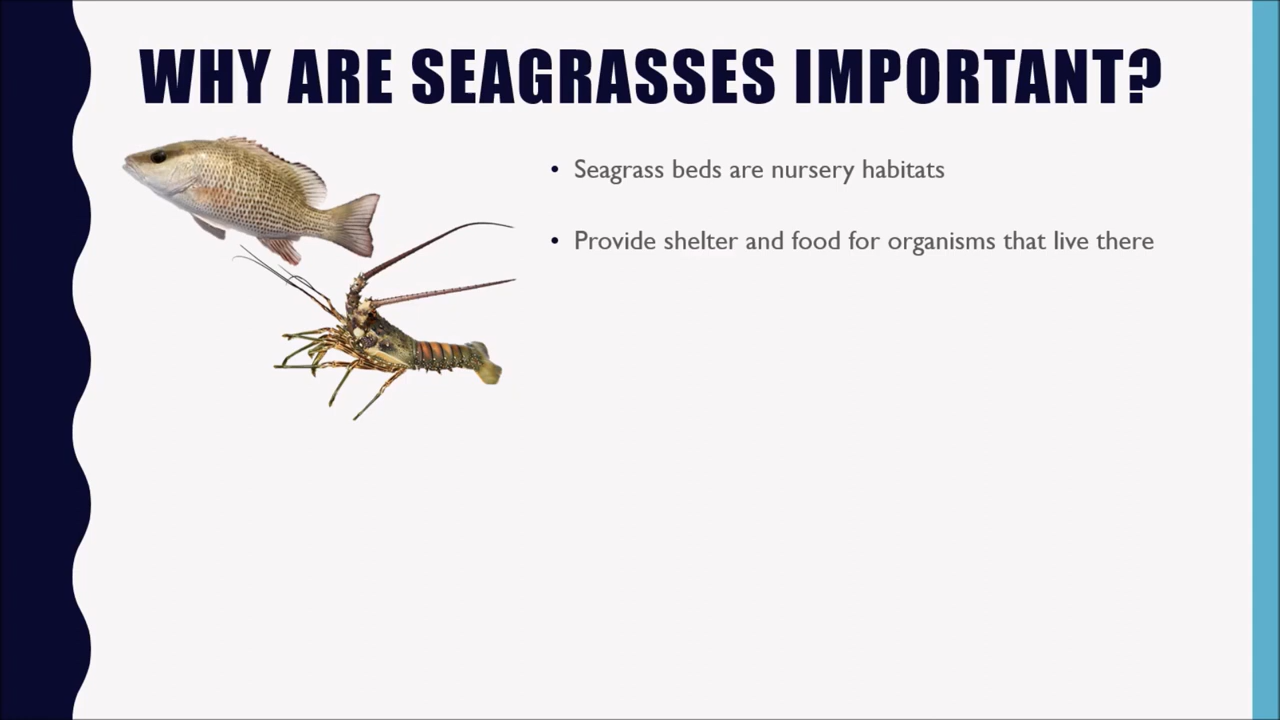 WHY ARE SEAGRASSES IMPORTANT?
• Seagrass beds are nursery habitats
• Provide shelter and food for organisms that live there